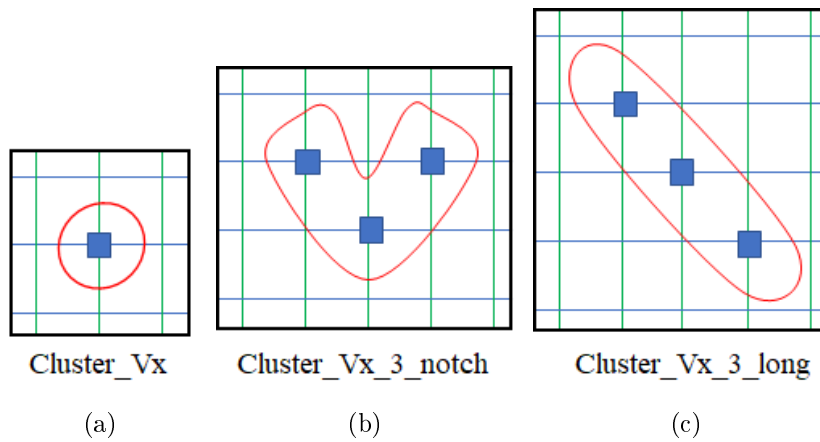 Cluster_Vx
Cluster_Vx_3_notch
Cluster_Vx_3_long
(a)
(b)
(c)